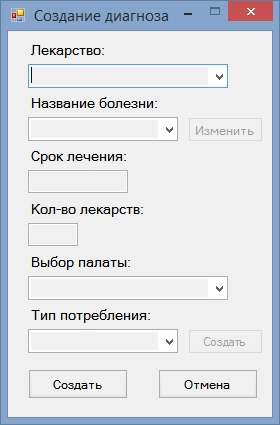 Создание диагноза
Лекарство:
Название болезни:
Изменить
Срок лечения:
Кол-во лекарств:
Выбор палаты:
Тип потребления:
Создать
Создать
Отмена